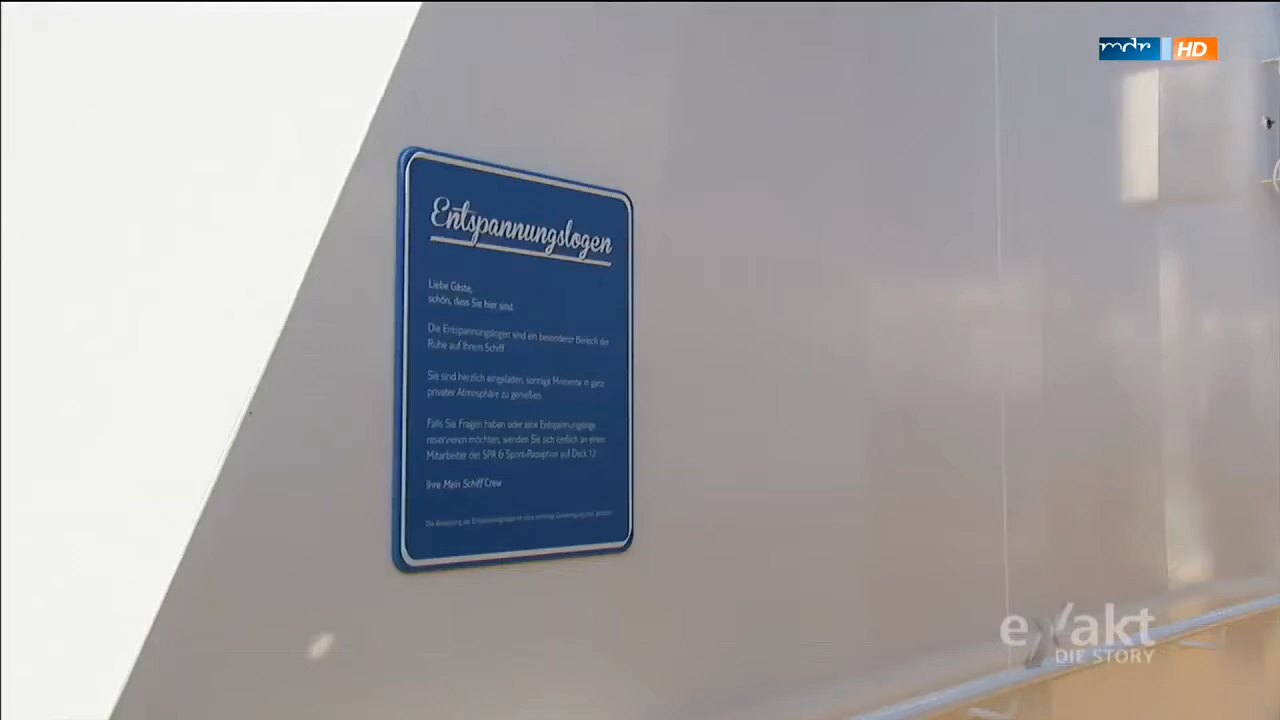 mdr HD
Entspannungslogen
Liebe Gäste,
schön, dass Sie hier sind.
Die Entspannungslogen sind ein besonderer Bereich der
Ruhe auf Ihrem Schiff.
Sie sind herzlich eingeladen, sonnige Momente in ganz
privater Atmosphäre zu genießen.
Falls Sie Fragen haben oder eine Entspannungsloge
reservieren möchten, wenden Sie sich einfach an einen
Mitarbeiter der SPA & Sport-Rezeption auf Deck 12.
Ihre Mein Schiff Crew
exakt
DIE STORY